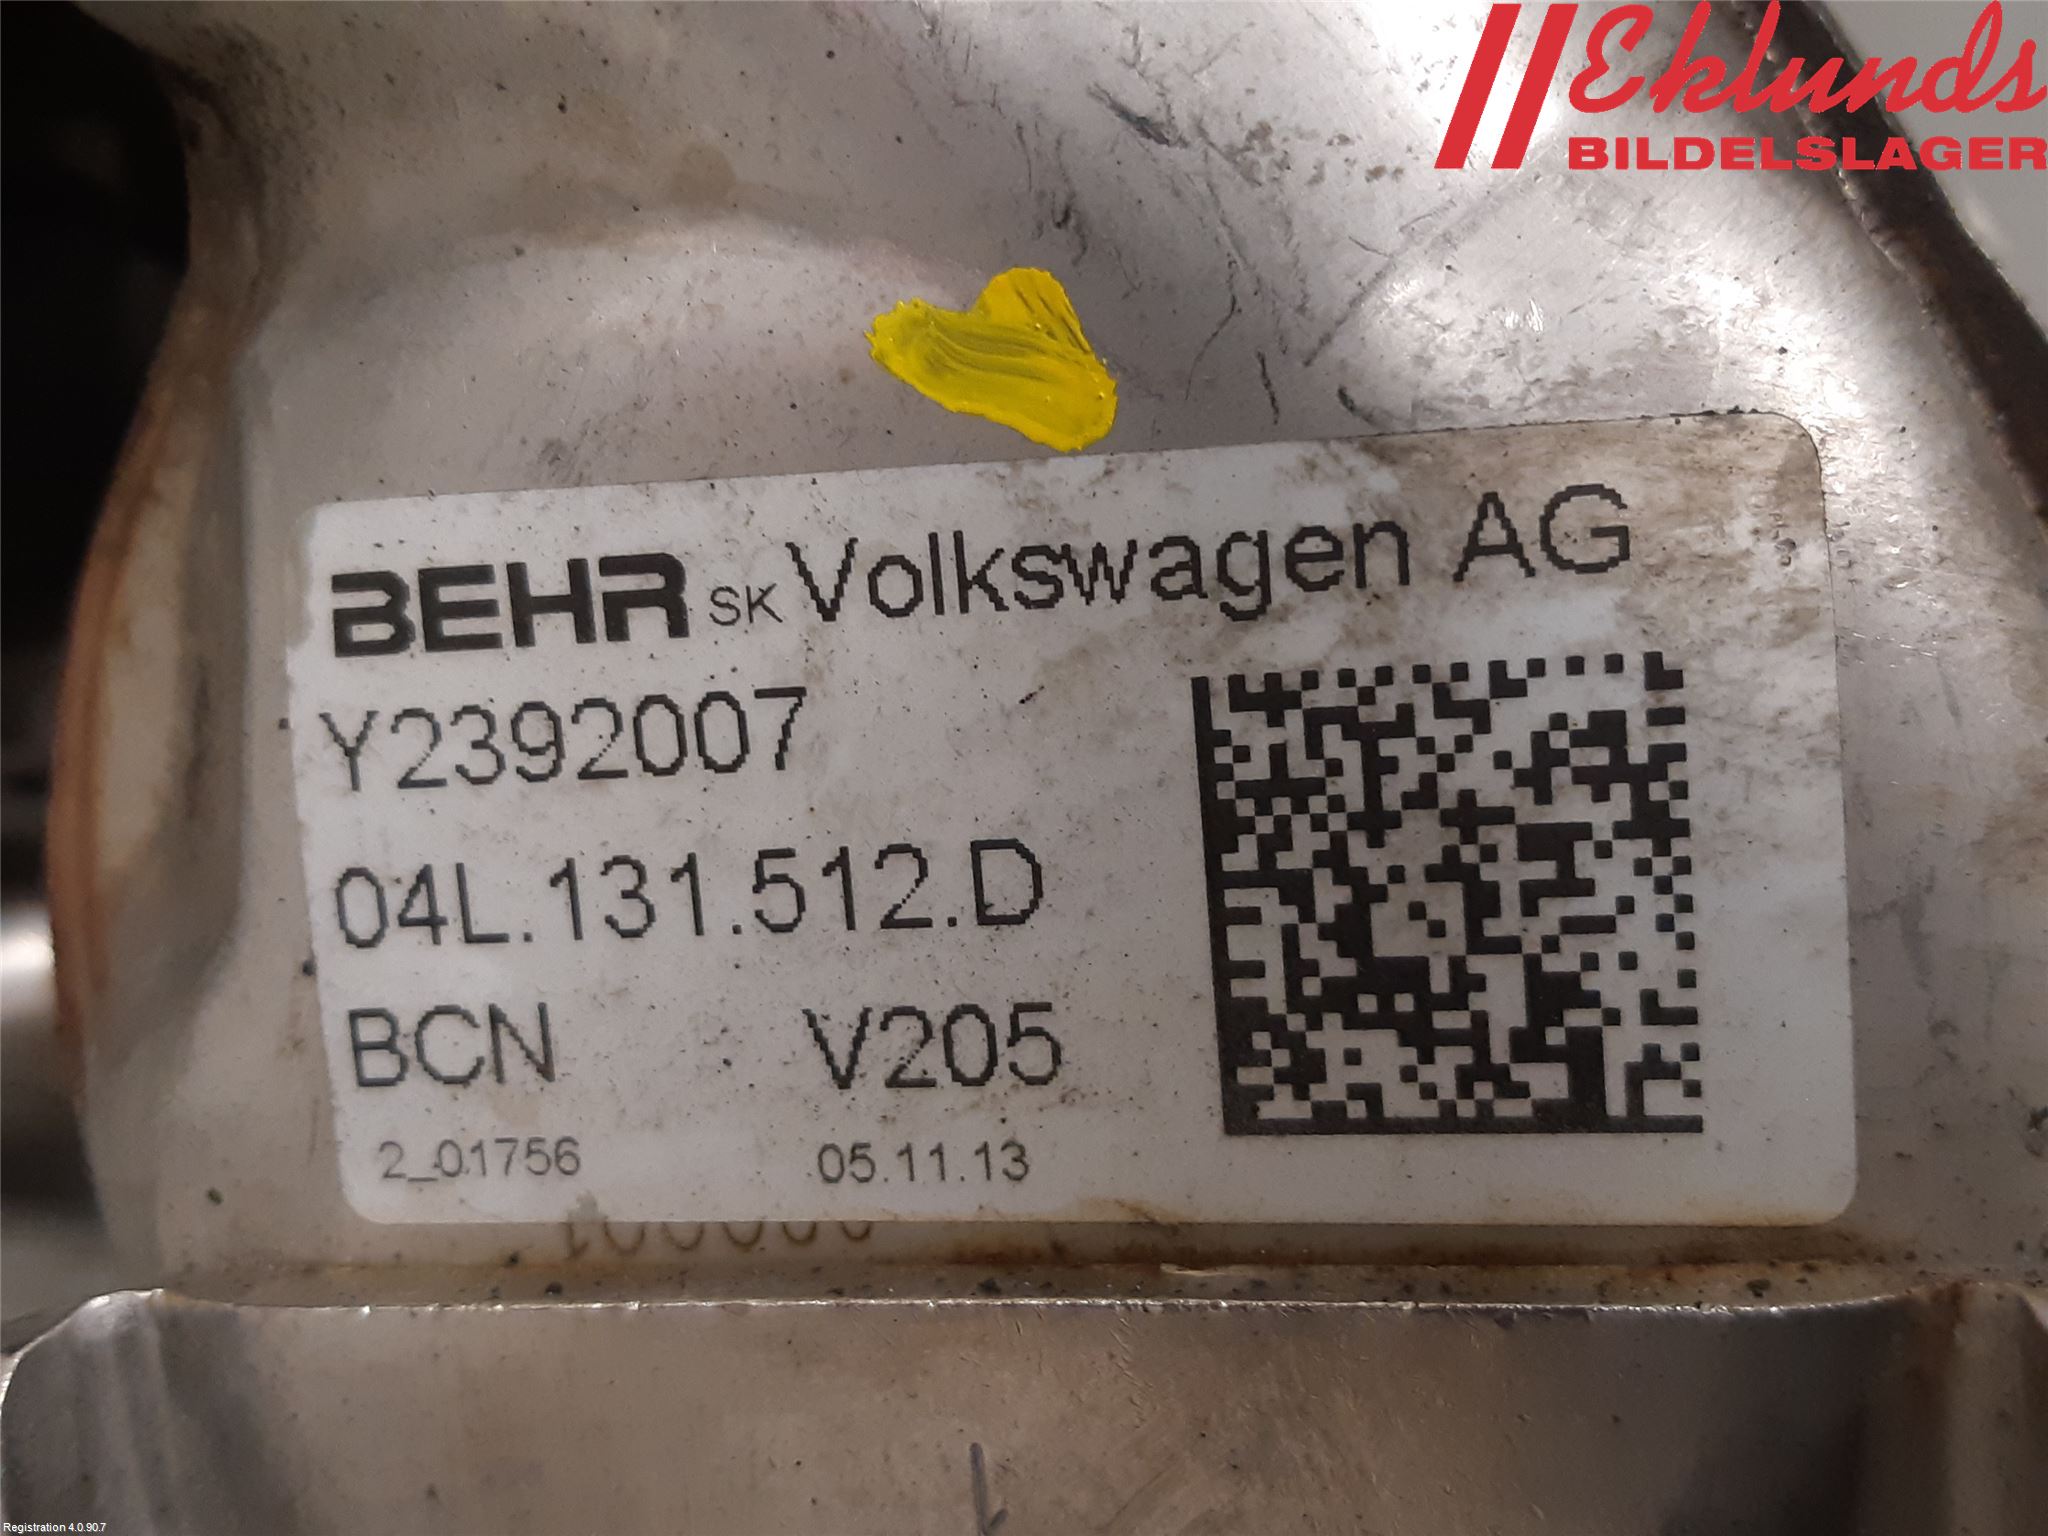 Eklunds
BILDELSLAGER
BEHR SK Volkswagen AG
Y2392007
04L.131.512.D
BCN V205
2_01756 05.11.13
Registration 4.0.90.7